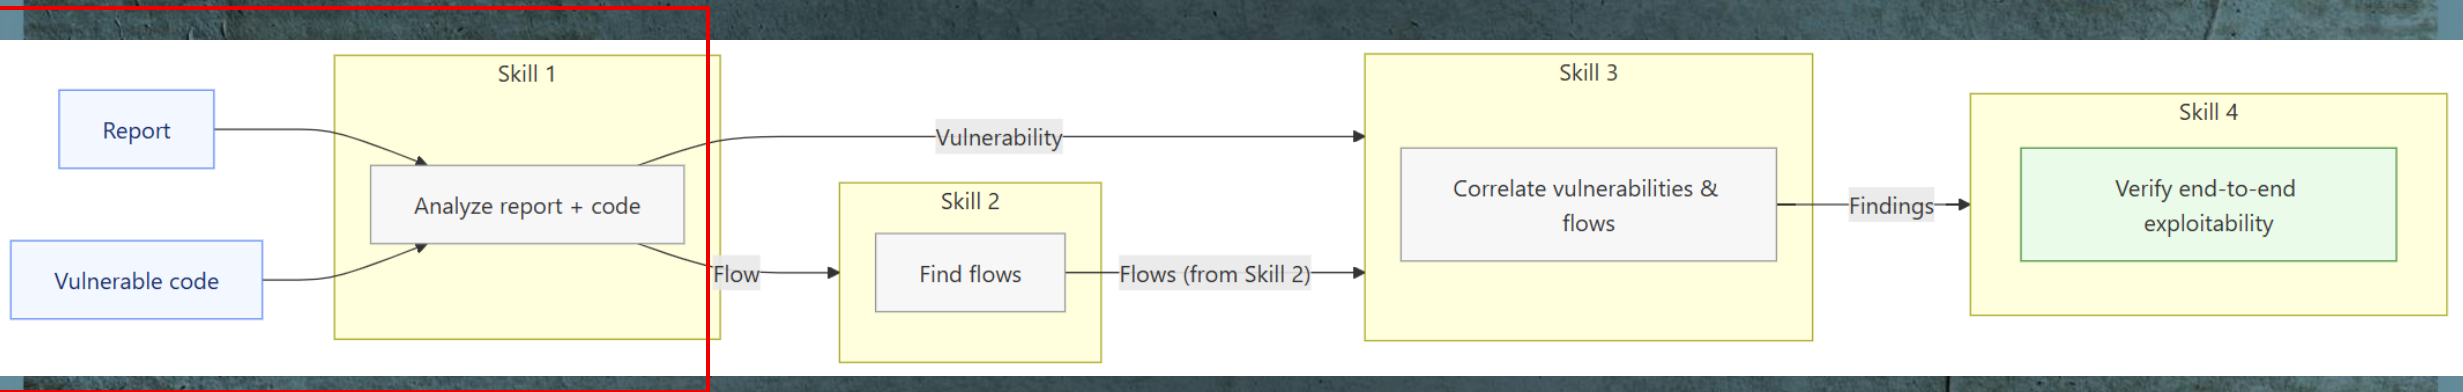 Skill 1
Report
Analyze report + code
Vulnerable code
Vulnerability
Flow
Skill 2
Find flows
Flows (from Skill 2)
Skill 3
Correlate vulnerabilities &
flows
Findings
Skill 4
Verify end-to-end
exploitability